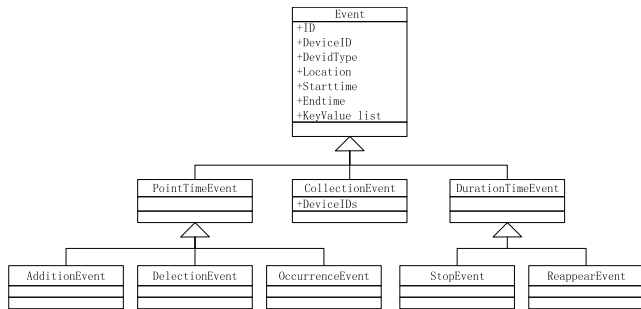 Event
+ID
+DeviceID
+DevidType
+Location
+Starttime
+Endtime
+KeyValue list
PointTimeEvent
CollectionEvent
+DeviceIDs
DurationTimeEvent
AdditionEvent
DelectionEvent
OccurrenceEvent
StopEvent
ReappearEvent